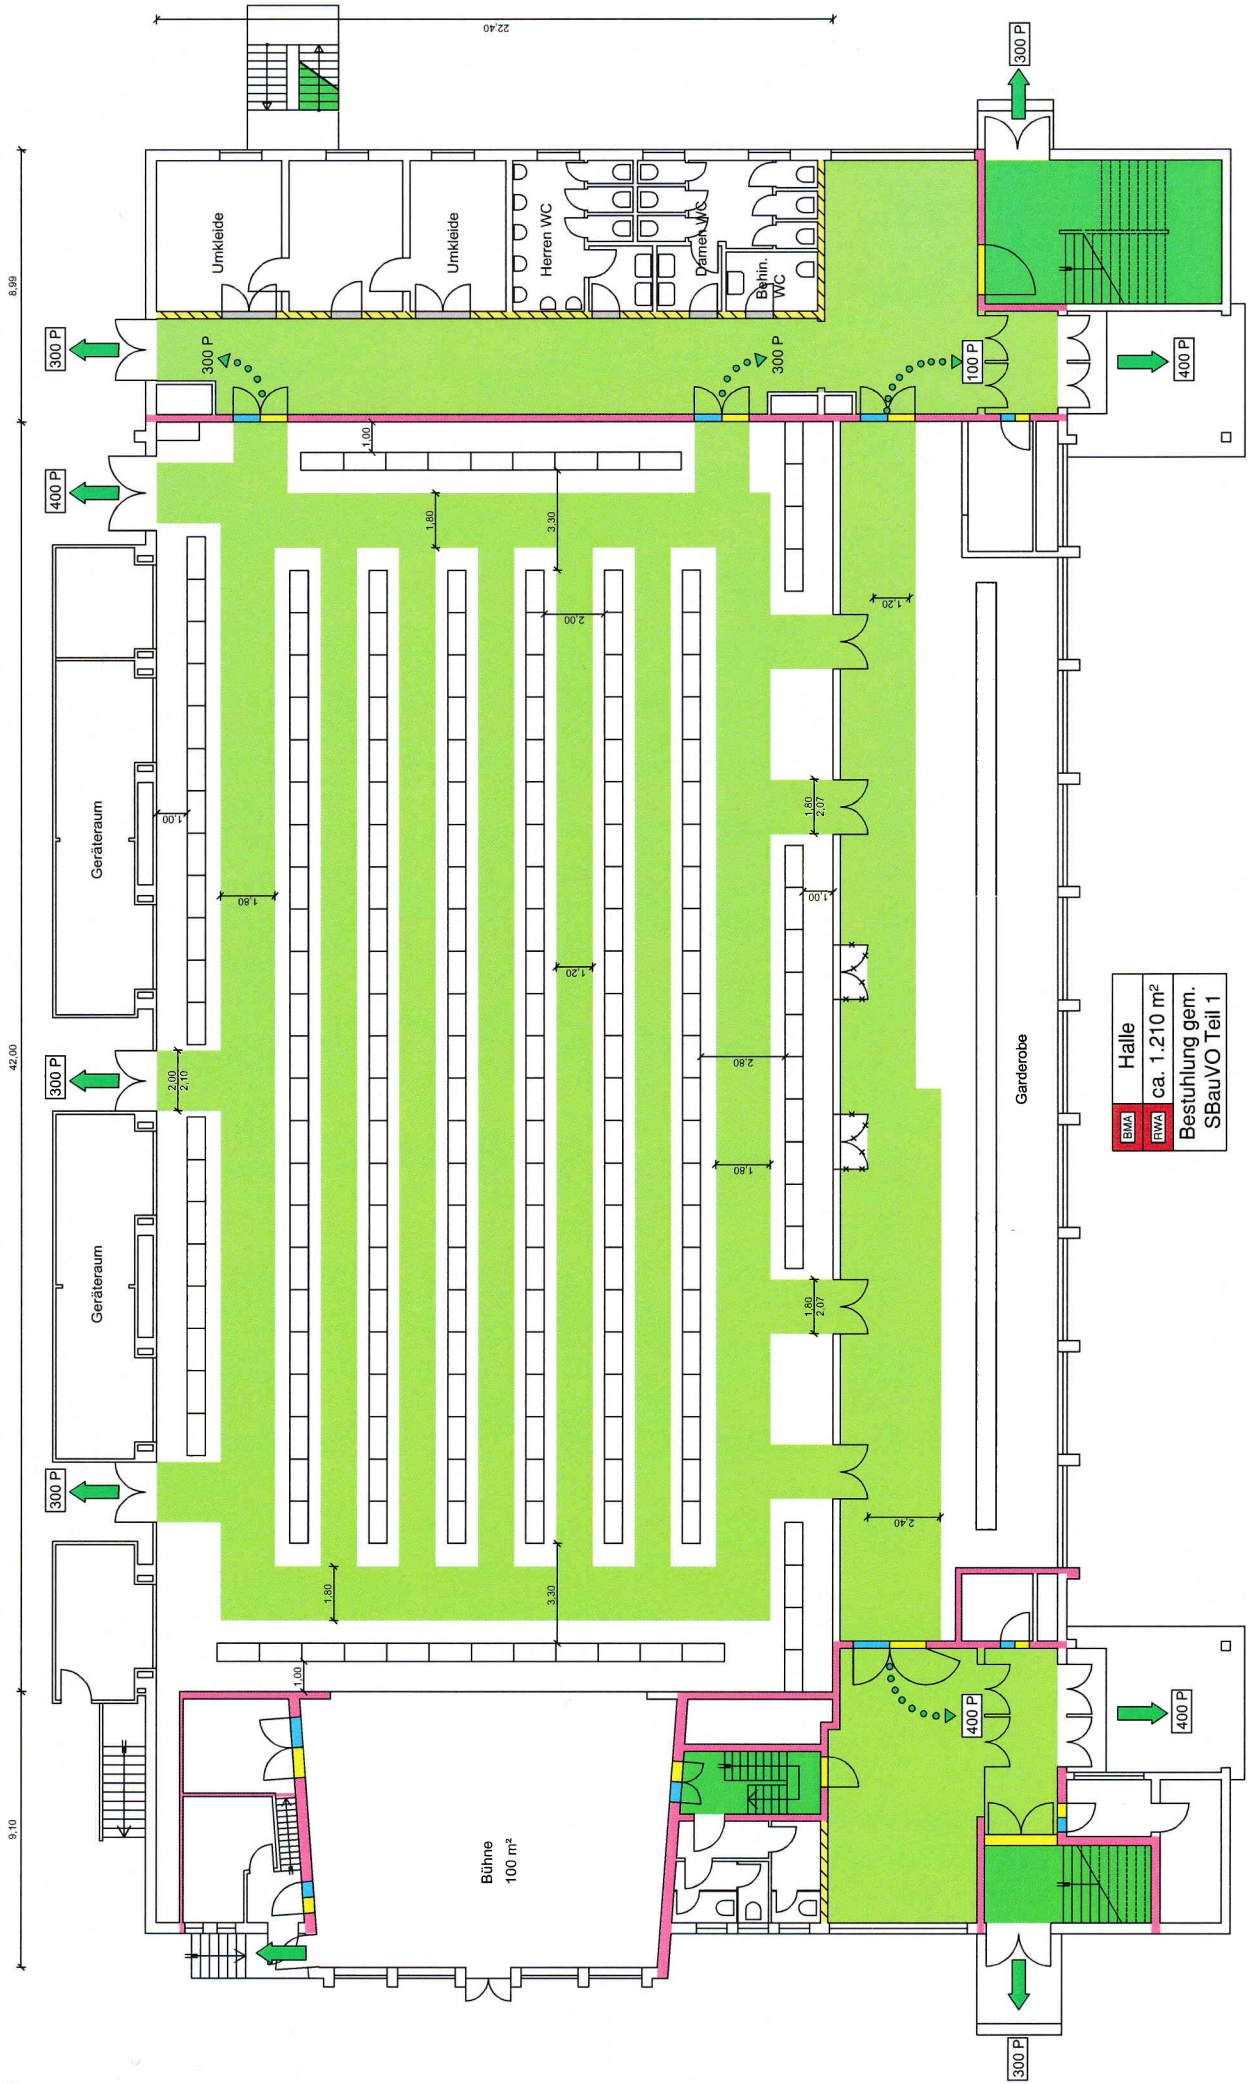 22,40
8,99
42,00
9,10
300 P
400 P
300 P
300 P
300 P
400 P
400 P
300 P
Umkleide
Umkleide
Herren WC
Damen WC
Behin.
WC
300 P
300 P
100 P
400 P
Geräteraum
Geräteraum
1,00
1,80
3,30
2,00
1,20
1,00
1,80
1,80
2,07
1,00
1,20
2,80
2,00
2,10
1,80
1,80
2,07
2,40
1,80
3,30
1,00
Garderobe
Bühne
100 m²
BMA Halle
RWA ca. 1.210 m²
Bestuhlung gem.
SBauVO Teil 1